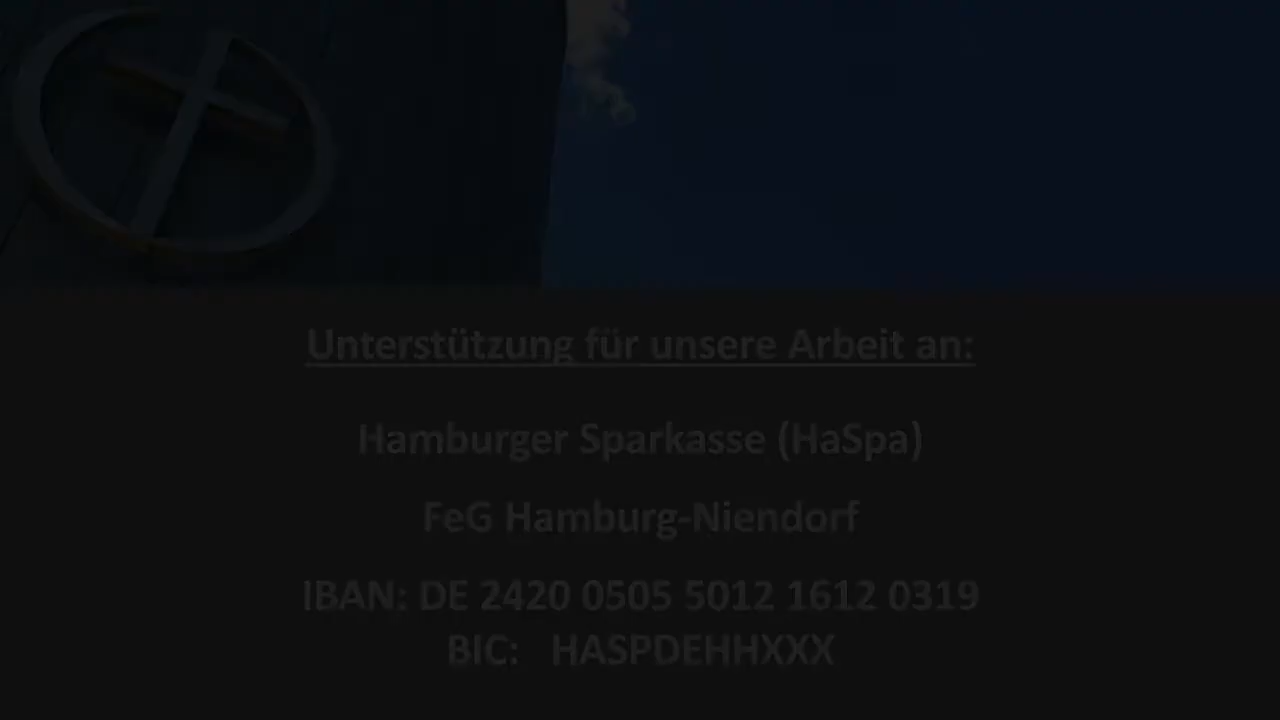 Unterstützung für unsere Arbeit an:
Hamburger Sparkasse (HaSpa)
FeG Hamburg-Niendorf
IBAN: DE 2420 0505 5012 1612 0319
BIC: HASPDEHHXXX